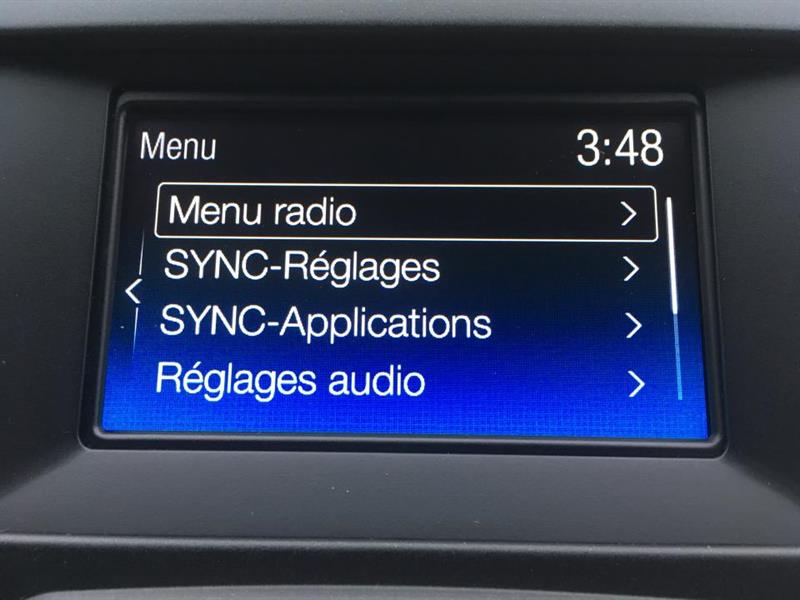 Menu 3:48
Menu radio
SYNC-Réglages
SYNC-Applications
Réglages audio